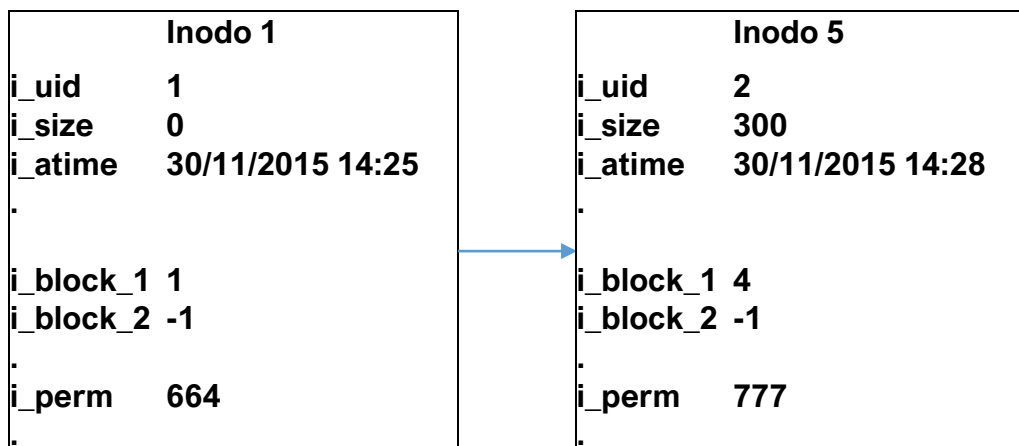 Inodo 1
i_uid 1
i_size 0
i_atime 30/11/2015 14:25
.
i_block_1 1
i_block_2 -1
.
i_perm 664
.
Inodo 5
i_uid 2
i_size 300
i_atime 30/11/2015 14:28
.
i_block_1 4
i_block_2 -1
.
i_perm 777
.